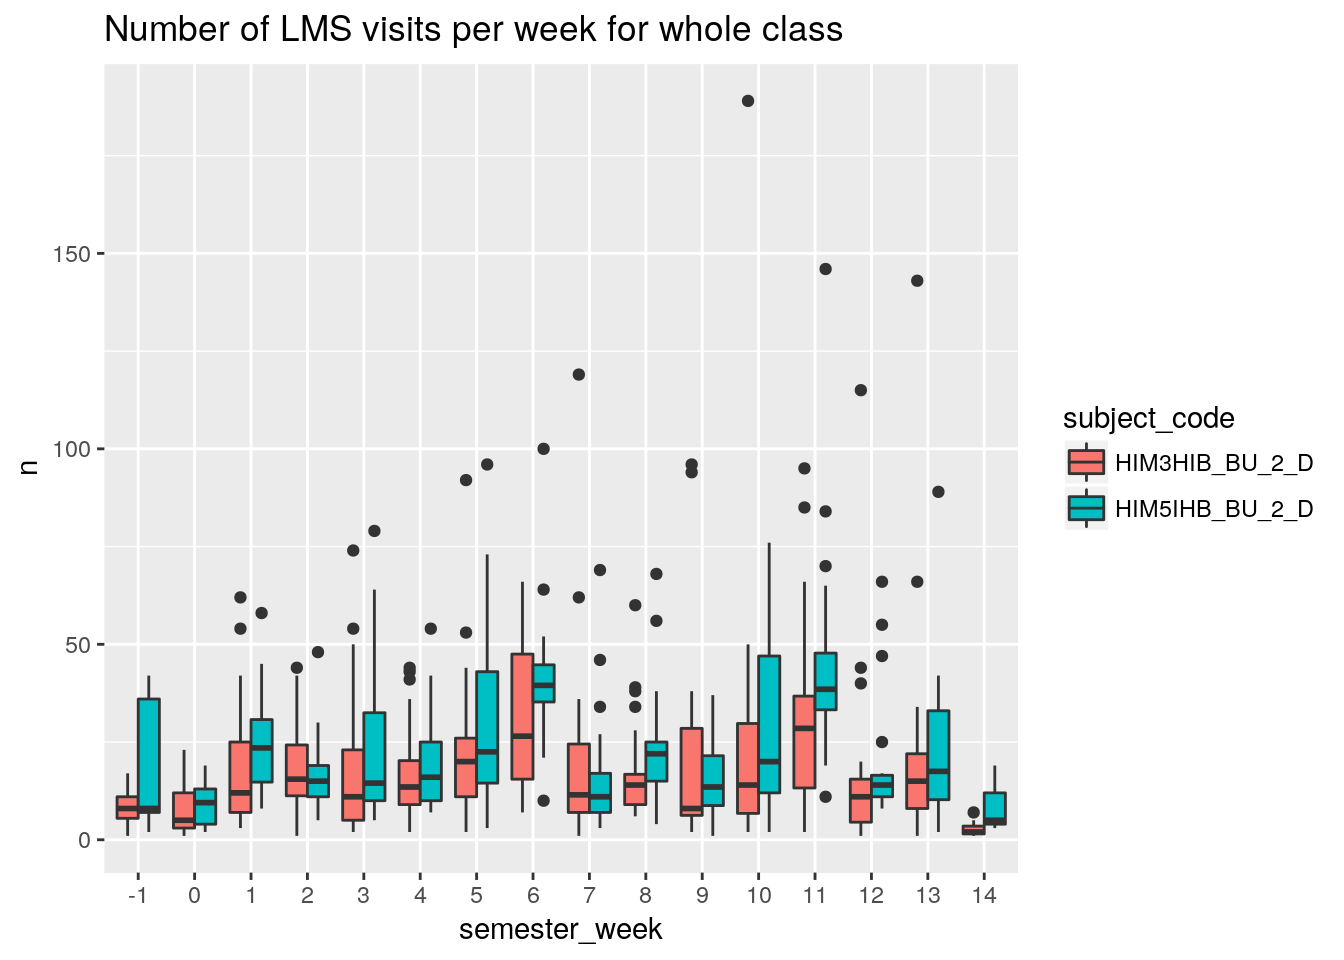 Number of LMS visits per week for whole class
150
100
50
0
n
-1 0 1 2 3 4 5 6 7 8 9 10 11 12 13 14
semester_week
subject_code
HIM3HIB_BU_2_D
HIM5IHB_BU_2_D